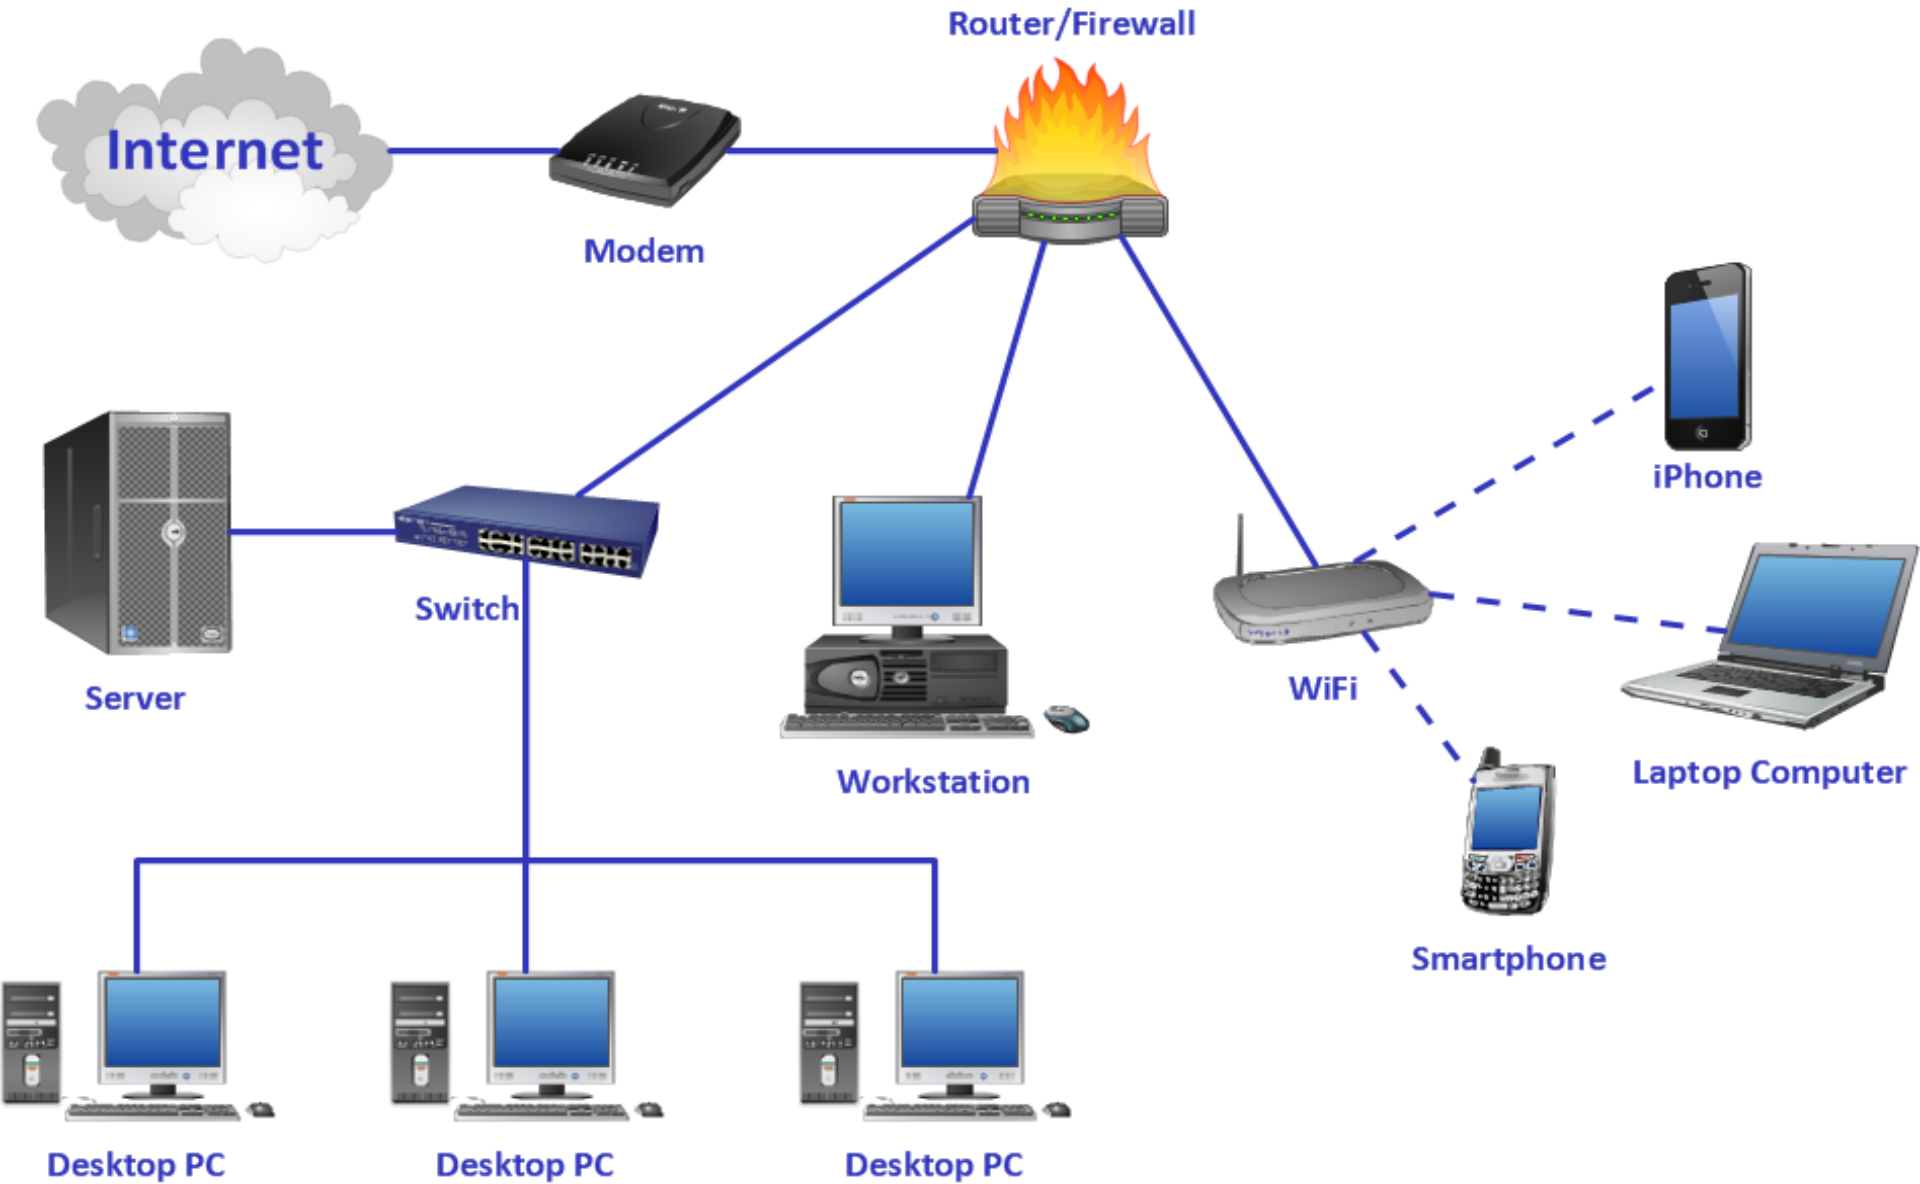 Router/Firewall
Internet
Modem
iPhone
Switch
Server
WiFi
Workstation
Laptop Computer
Smartphone
Desktop PC
Desktop PC
Desktop PC